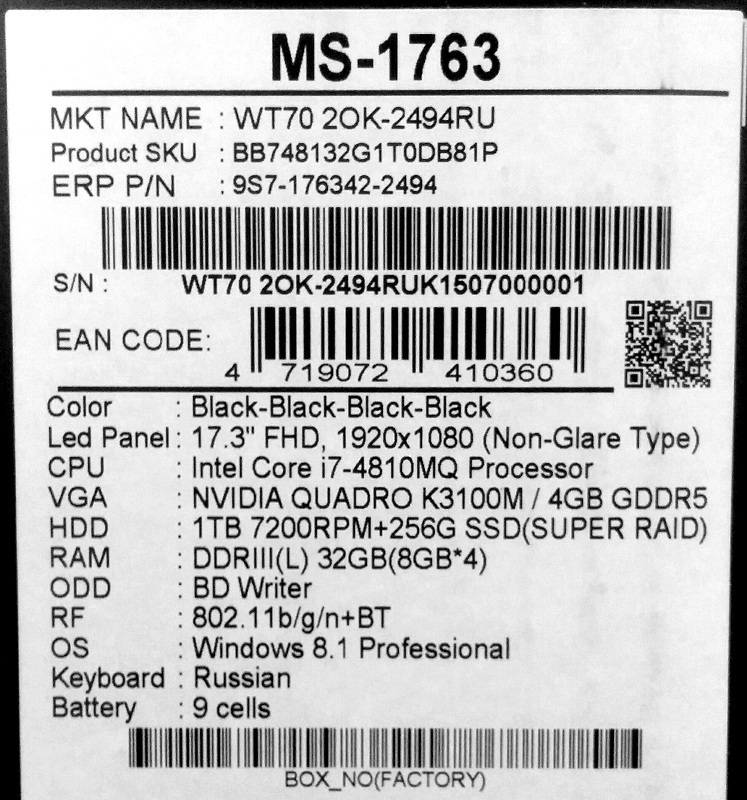 MS-1763
MKT NAME : WT70 2OK-2494RU
Product SKU : BB748132G1T0DB81P
ERP P/N : 9S7-176342-2494
S/N : WT70 2OK-2494RUK1507000001
EAN CODE:
4 719072 410360
Color : Black-Black-Black-Black
Led Panel : 17.3" FHD, 1920x1080 (Non-Glare Type)
CPU : Intel Core i7-4810MQ Processor
VGA : NVIDIA QUADRO K3100M / 4GB GDDR5
HDD : 1TB 7200RPM+256G SSD(SUPER RAID)
RAM : DDRIII(L) 32GB(8GB*4)
ODD : BD Writer
RF : 802.11b/g/n+BT
OS : Windows 8.1 Professional
Keyboard : Russian
Battery : 9 cells
BOX_NO(FACTORY)